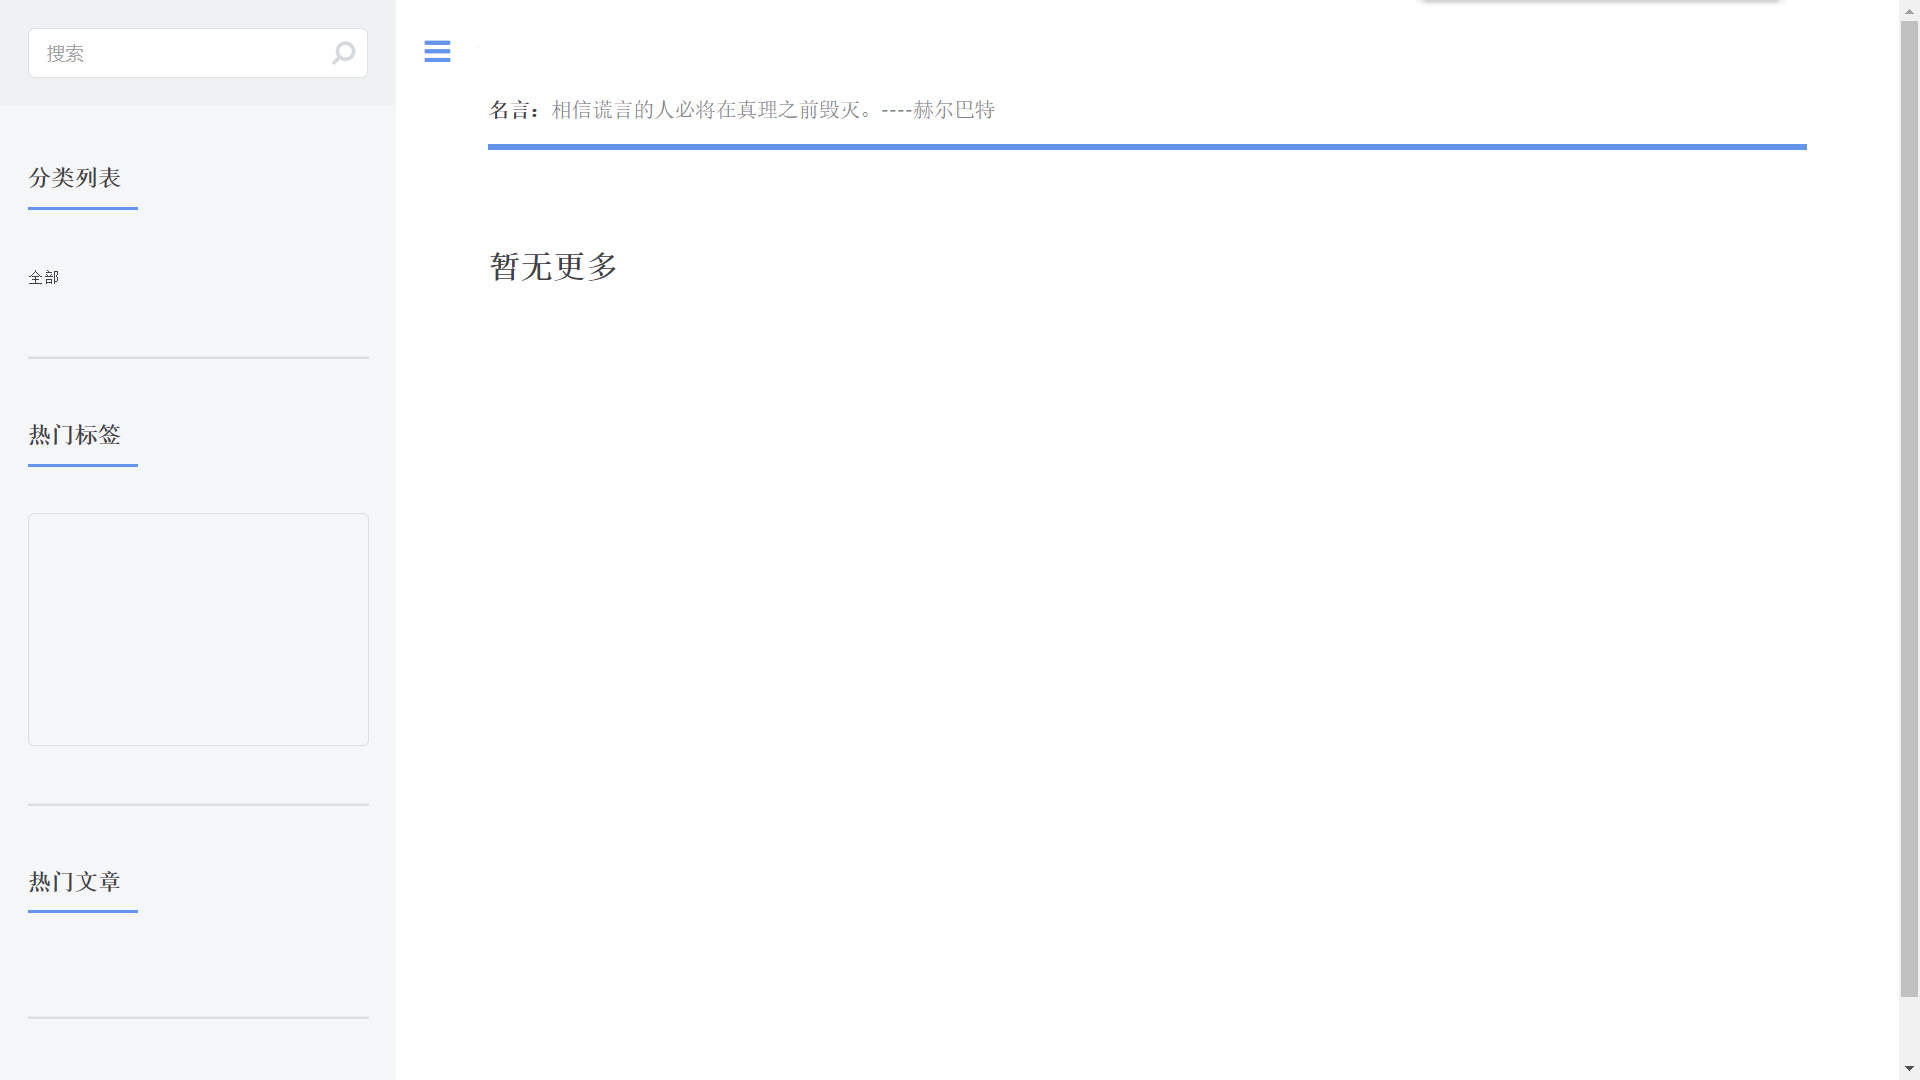 搜索
分类列表
全部
热门标签
热门文章
名言：相信谎言的人必将在真理之前毁灭。----赫尔巴特
暂无更多